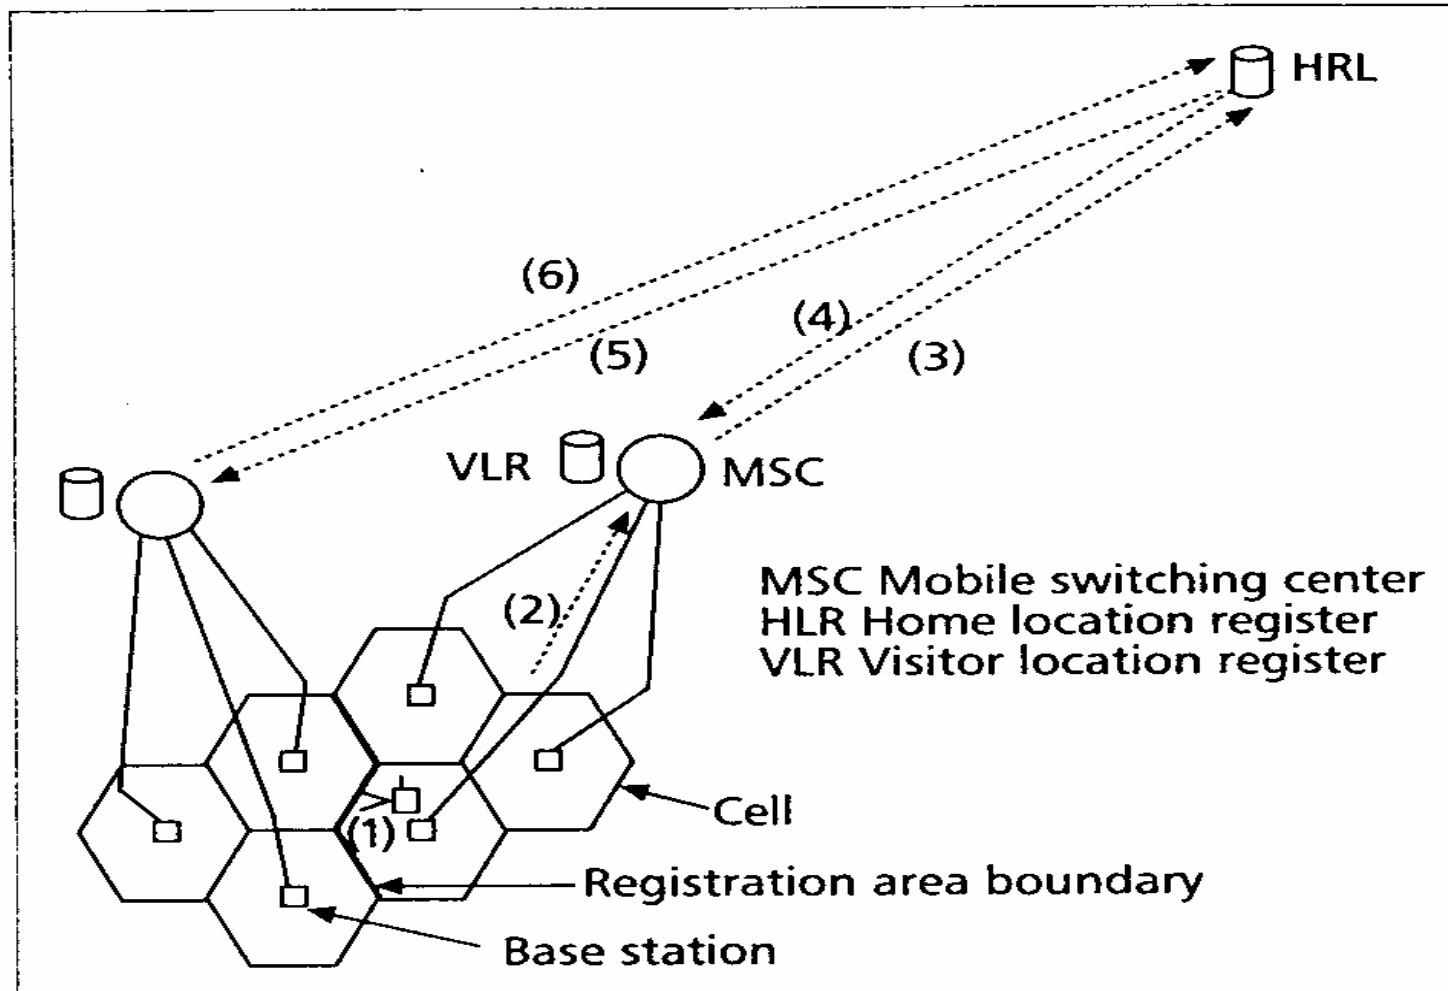 HRL
(6)
(4)
(5)
(3)
VLR
MSC
MSC Mobile switching center
(2)
HLR Home location register
VLR Visitor location register
Cell
(1)
Registration area boundary
Base station